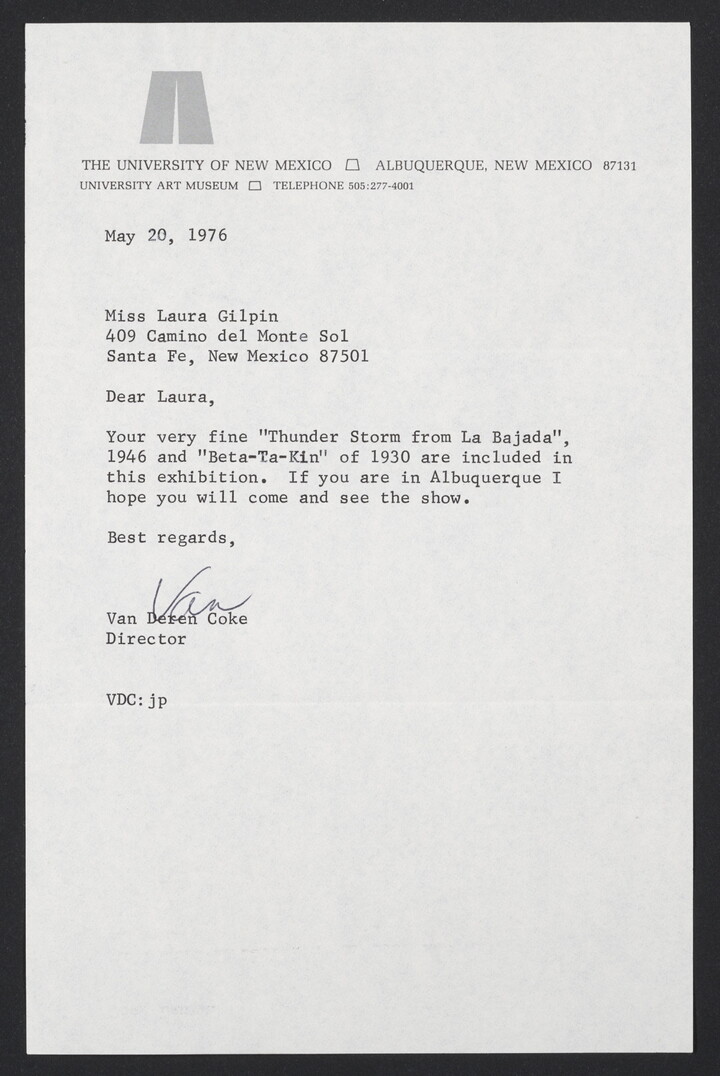 THE UNIVERSITY OF NEW MEXICO ALBUQUERQUE, NEW MEXICO 87131
UNIVERSITY ART MUSEUM TELEPHONE 505:277-4001
May 20, 1976
Miss Laura Gilpin
409 Camino del Monte Sol
Santa Fe, New Mexico 87501
Dear Laura,
Your very fine "Thunder Storm from La Bajada",
1946 and "Beta-Ta-Kin" of 1930 are included in
this exhibition. If you are in Albuquerque I
hope you will come and see the show.
Best regards,
Van
Van Deren Coke
Director
VDC:jp